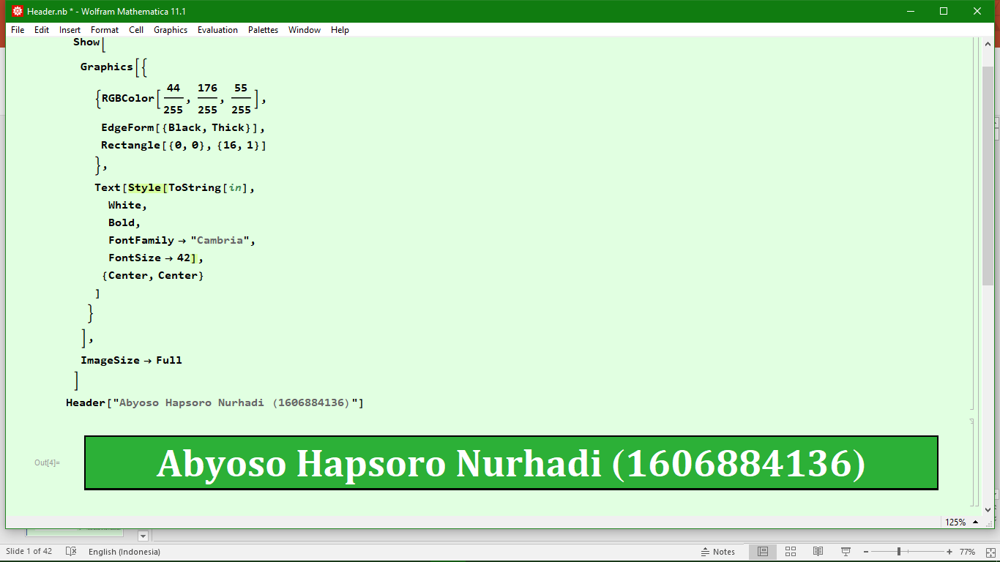 Header.nb * - Wolfram Mathematica 11.1
File Edit Insert Format Cell Graphics Evaluation Palettes Window Help
Show[
Graphics[{
{RGBColor[44/255, 176/255, 55/255],
EdgeForm[{Black, Thick}],
Rectangle[{0, 0}, {16, 1}]
},
Text[Style[ToString[in],
White,
Bold,
FontFamily → "Cambria",
FontSize → 42],
{Center, Center}
]
}
],
ImageSize → Full
]
Header["Abyoso Hapsoro Nurhadi (1606884136)"]
Out[4]=
Abyoso Hapsoro Nurhadi (1606884136)
125%
Slide 1 of 42 English (Indonesia) Notes 77%